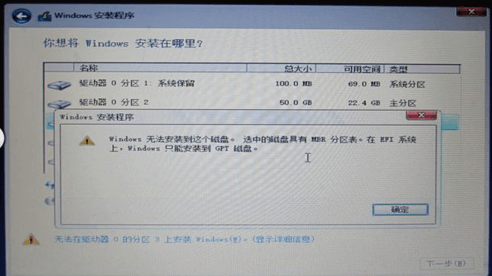 Windows 安装程序
你想将 Windows 安装在哪里?
名称 总大小 可用空间 类型
驱动器 0 分区 1: 系统保留 100.0 MB 69.0 MB 系统分区
驱动器 0 分区 2 50.0 GB 22.4 GB 主分区
Windows 安装程序
Windows 无法安装到这个磁盘。选中的磁盘具有 MBR 分区表。在 EFI 系统
上，Windows 只能安装到 GPT 磁盘。
确定
无法在驱动器 0 的分区 3 上安装 Windows(W)。(显示详细信息)
下一步(N)